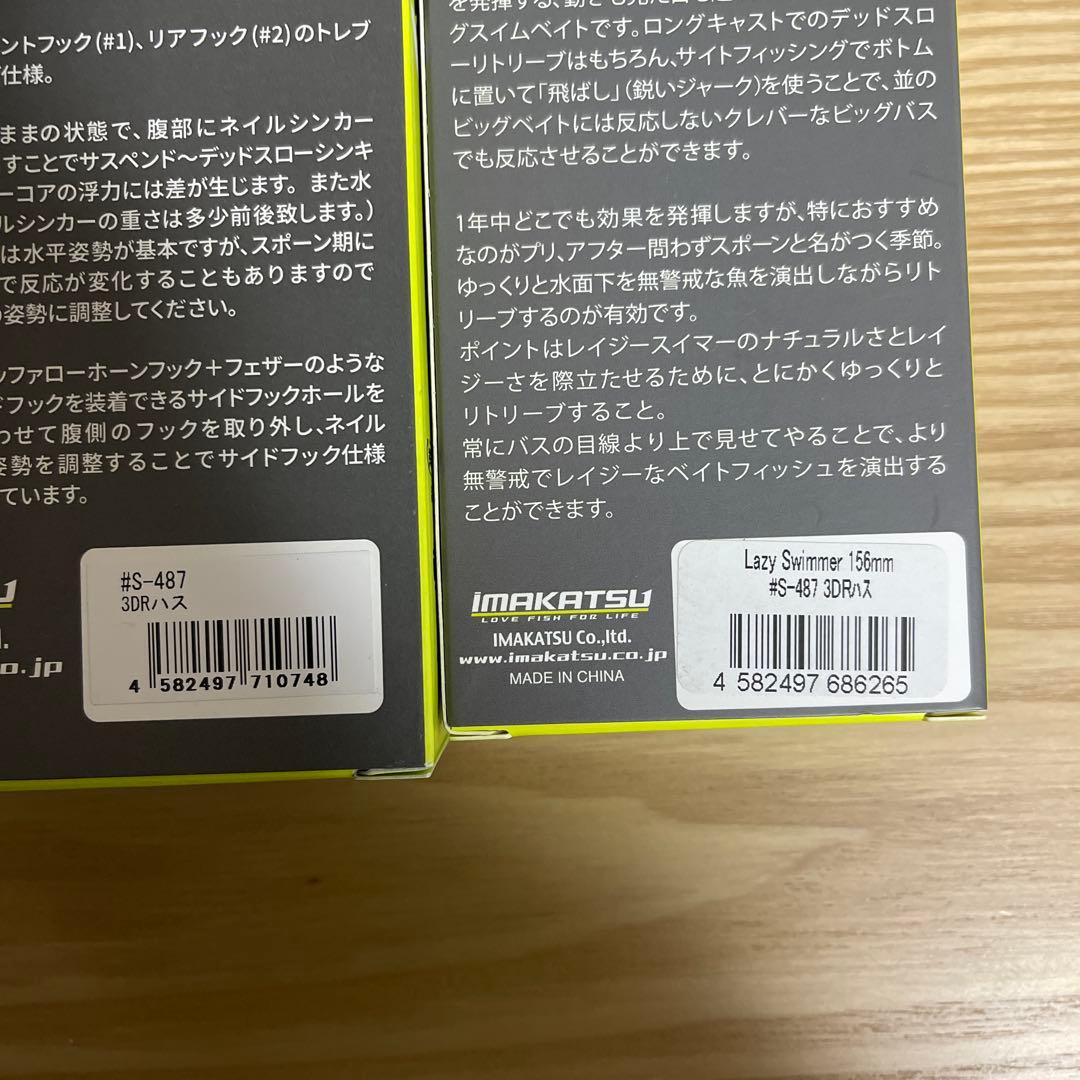 ントフック(#1)、リアフック(#2)のトレブ
仕様。
ままの状態で、腹部にネイルシンカー
すことでサスペンド～デッドスローシンキ
ーコアの浮力には差が生じます。また水
ルシンカーの重さは多少前後致します。)
は水平姿勢が基本ですが、スポーン期に
で反応が変化することもありますので
姿勢に調整してください。
ッファローホーンフック+フェザーのような
ドフックを装着できるサイドフックホールを
わせて腹側のフックを取り外し、ネイル
姿勢を調整することでサイドフック仕様
ています。
#S-487
3DRハス
4 582497 710748
.co.jp
グスイムベイトです。ロングキャストでのデッドスロ
ーリトリーブはもちろん、サイトフィッシングでボトム
に置いて「飛ばし」(鋭いジャーク)を使うことで、並の
ビッグベイトには反応しないクレバーなビッグバス
でも反応させることができます。
1年中どこでも効果を発揮しますが、特におすすめ
なのがプリ、アフター問わずスポーンと名がつく季節。
ゆっくりと水面下を無警戒な魚を演出しながらリト
リーブするのが有効です。
ポイントはレイジースイマーのナチュラルさとレイ
ジーさを際立たせるために、とにかくゆっくりと
リトリーブすること。
常にバスの目線より上で見せてやることで、より
無警戒でレイジーなベイトフィッシュを演出する
ことができます。
IMAKATSU
LOVE FISH FOR LIFE
IMAKATSU Co.,ltd.
www.imakatsu.co.jp
MADE IN CHINA
Lazy Swimmer 156mm
#S-487 3DRハス
4 582497 686265